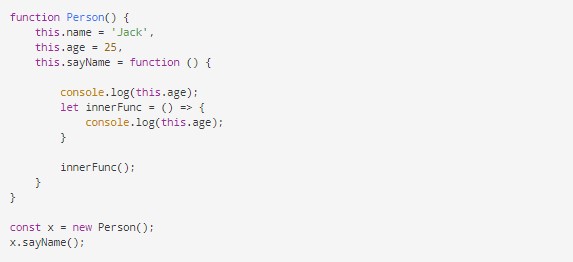 function Person() {
    this.name = 'Jack',
    this.age = 25,
    this.sayName = function () {

        console.log(this.age);
        let innerFunc = () => {
            console.log(this.age);
        }

        innerFunc();
    }
}

const x = new Person();
x.sayName();